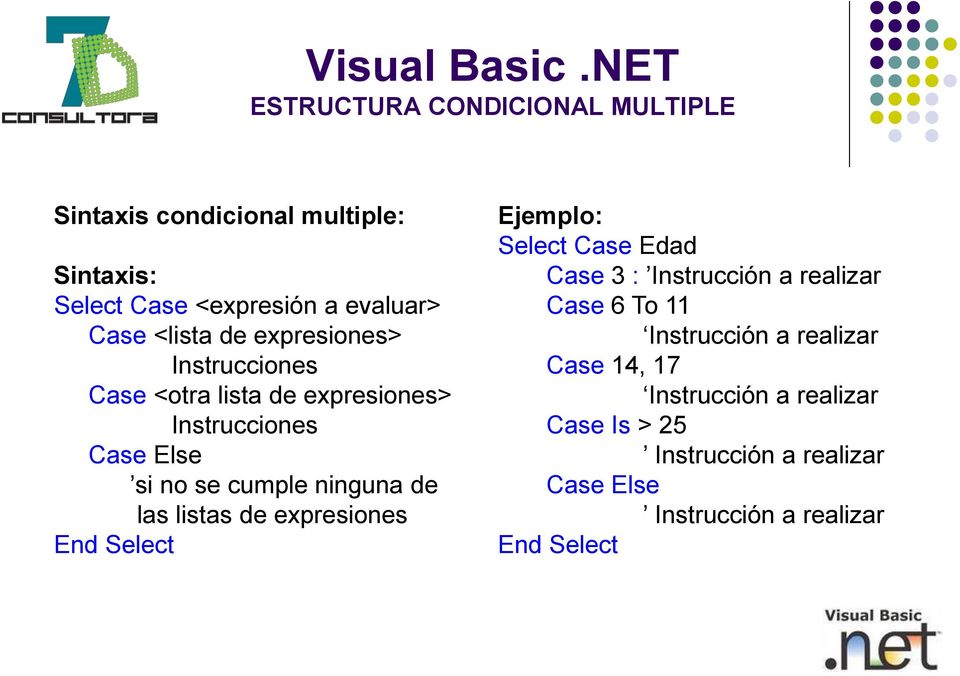 7D
CONSULTORA
Visual Basic .NET
ESTRUCTURA CONDICIONAL MULTIPLE
Sintaxis condicional multiple:
Sintaxis:
Select Case <expresión a evaluar>
Case <lista de expresiones>
Instrucciones
Case <otra lista de expresiones>
Instrucciones
Case Else
’si no se cumple ninguna de
las listas de expresiones
End Select
Ejemplo:
Select Case Edad
Case 3 : ’Instrucción a realizar
Case 6 To 11
‘Instrucción a realizar
Case 14, 17
‘Instrucción a realizar
Case Is > 25
’ Instrucción a realizar
Case Else
’ Instrucción a realizar
End Select
Visual Basic
.net